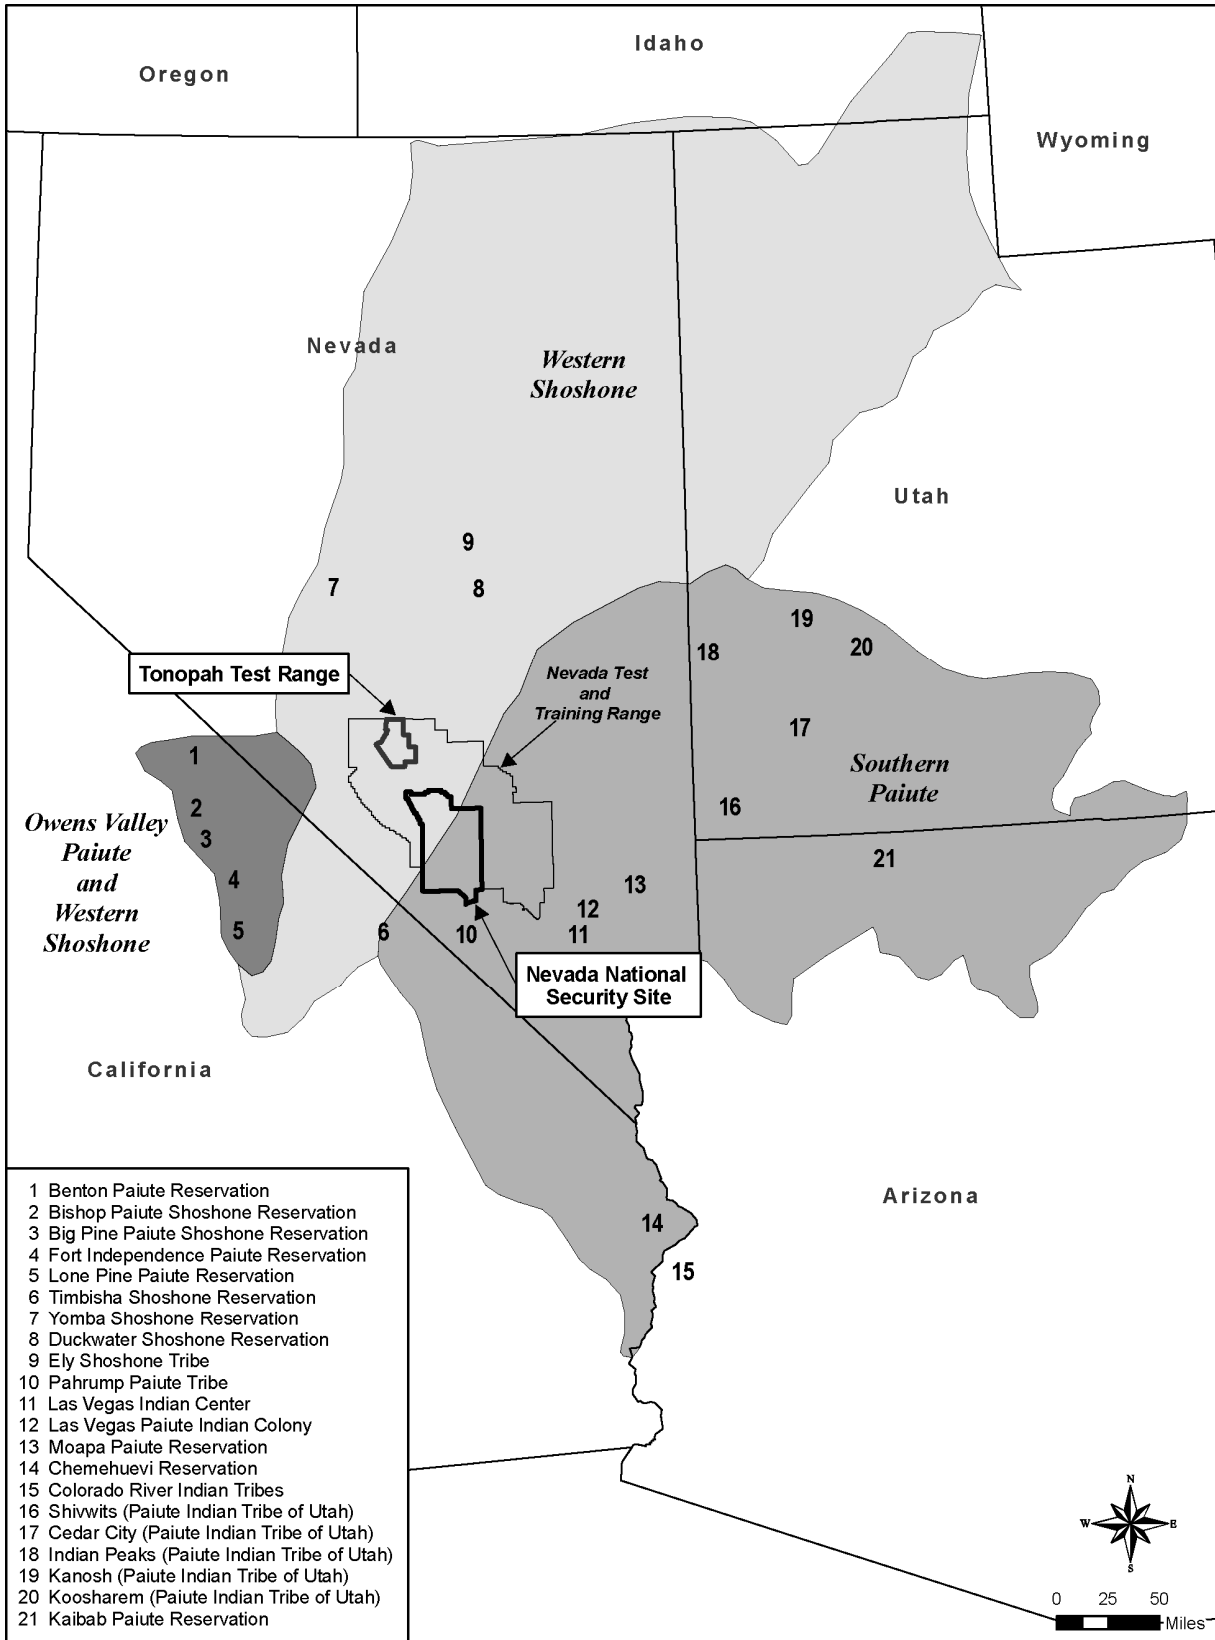 Idaho
Oregon
Wyoming
Nevada
Western
Shoshone
Utah
9
7
8
19
20
18
Tonopah Test Range
Nevada Test
and
Training Range
17
1
Southern
Paiute
2
16
Owens Valley
Paiute
and
Western
Shoshone
3
21
4
13
12
5
6
10
11
Nevada National
Security Site
California
Arizona
14
15
1 Benton Paiute Reservation
2 Bishop Paiute Shoshone Reservation
3 Big Pine Paiute Shoshone Reservation
4 Fort Independence Paiute Reservation
5 Lone Pine Paiute Reservation
6 Timbisha Shoshone Reservation
7 Yomba Shoshone Reservation
8 Duckwater Shoshone Reservation
9 Ely Shoshone Tribe
10 Pahrump Paiute Tribe
11 Las Vegas Indian Center
12 Las Vegas Paiute Indian Colony
13 Moapa Paiute Reservation
14 Chemehuevi Reservation
15 Colorado River Indian Tribes
16 Shivwits (Paiute Indian Tribe of Utah)
17 Cedar City (Paiute Indian Tribe of Utah)
18 Indian Peaks (Paiute Indian Tribe of Utah)
19 Kanosh (Paiute Indian Tribe of Utah)
20 Koosharem (Paiute Indian Tribe of Utah)
21 Kaibab Paiute Reservation
N
W E
S
0 25 50
Miles